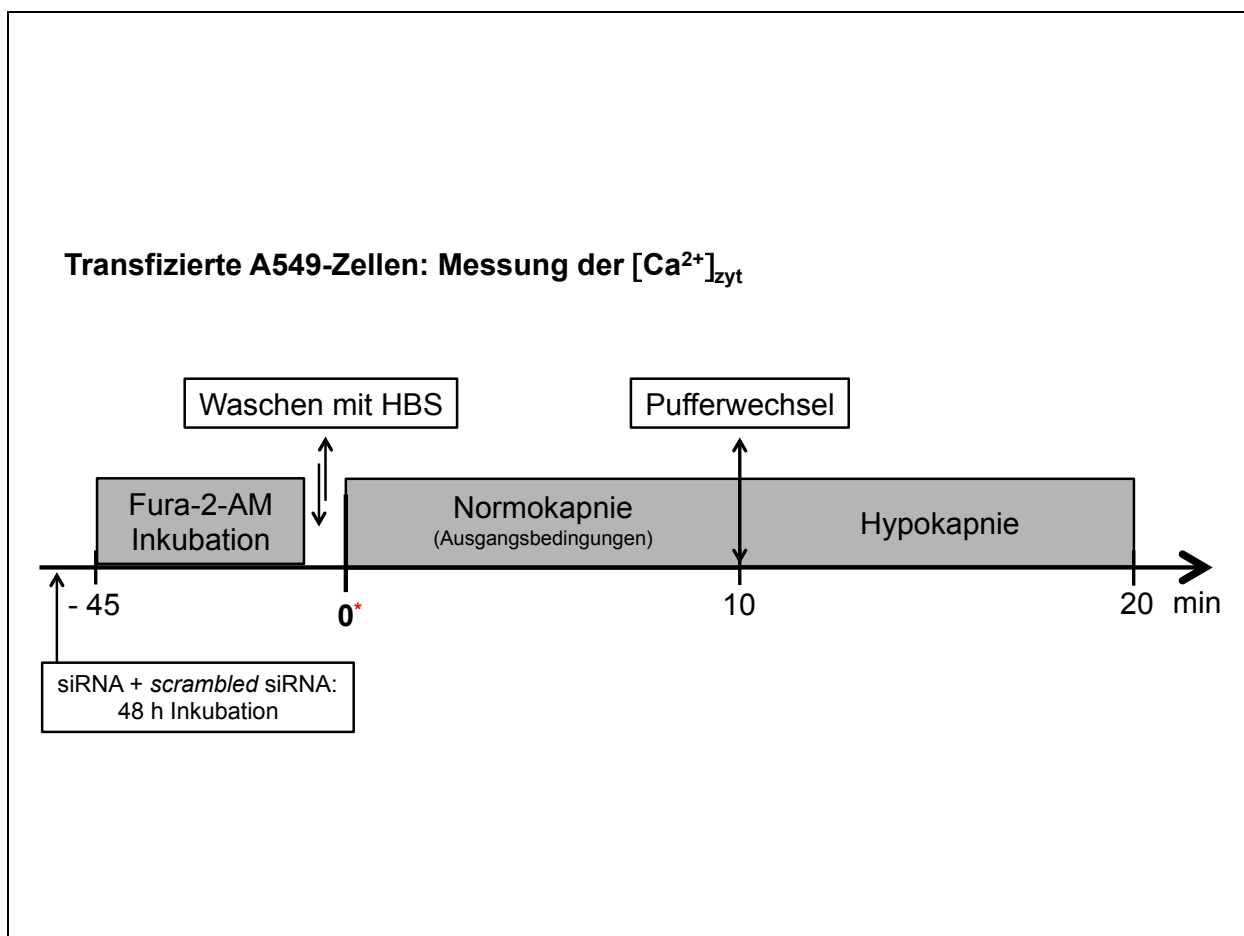 Transfizierte A549-Zellen: Messung der [Ca²⁺]zyt
Waschen mit HBS
Pufferwechsel
Fura-2-AM
Inkubation
Normokapnie
(Ausgangsbedingungen)
Hypokapnie
- 45
0*
10
20 min
siRNA + scrambled siRNA:
48 h Inkubation